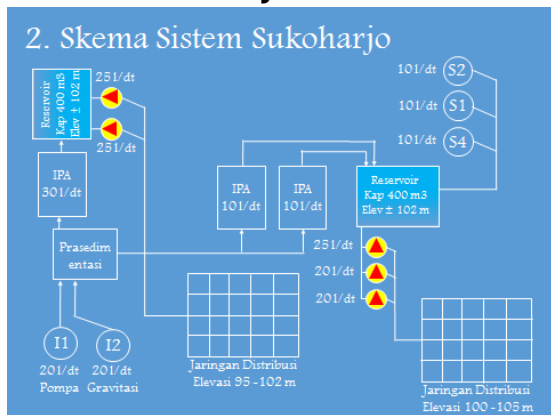 2. Skema Sistem Sukoharjo
Reservoir
Kap 400 m3
Elev ± 102 m
25l/dt
25l/dt
IPA
30l/dt
Prasedim
entasi
I1
I2
20l/dt
20l/dt
Pompa
Gravitasi
IPA
10l/dt
IPA
10l/dt
Reservoir
Kap 400 m3
Elev ± 102 m
10l/dt
S2
10l/dt
S1
10l/dt
S4
25l/dt
20l/dt
20l/dt
Jaringan Distribusi
Elevasi 95 -102 m
Jaringan Distribusi
Elevasi 100 -105 m